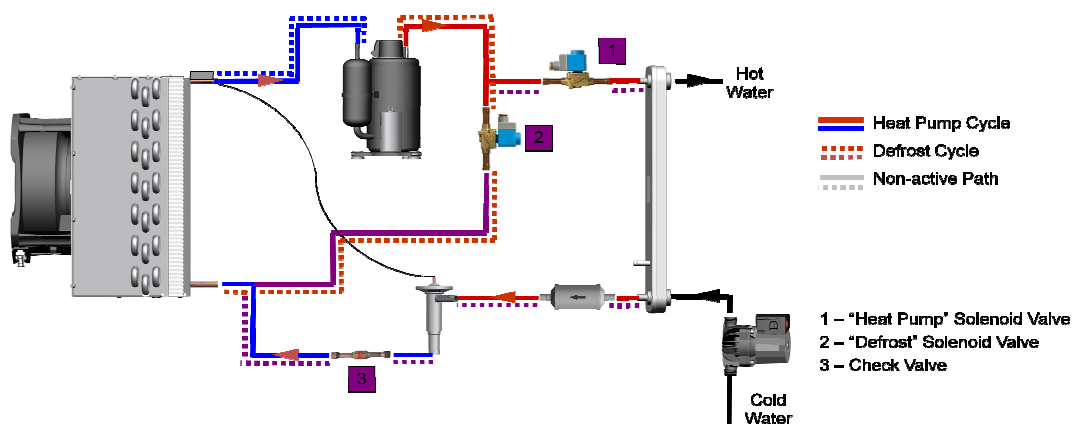 1
Hot
Water
2
Heat Pump Cycle
Defrost Cycle
Non-active Path
3
Cold
Water
1 – “Heat Pump” Solenoid Valve
2 – “Defrost” Solenoid Valve
3 – Check Valve